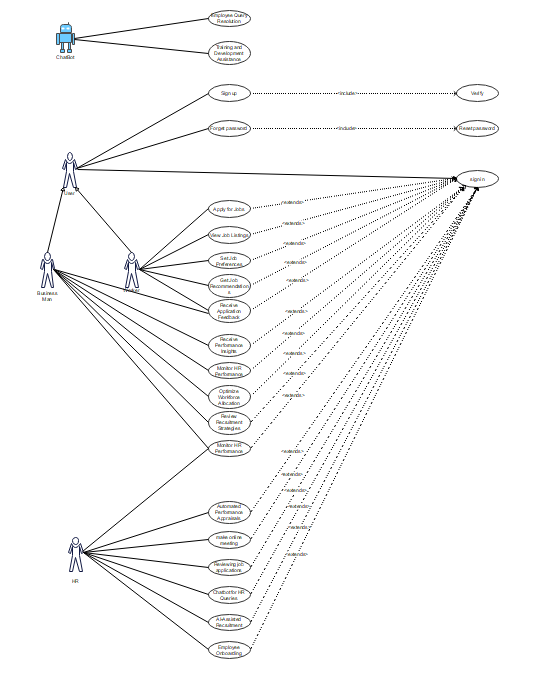 Employee Query
Resolution
ChatBot
Training and
Development
Assistance
Sign up
<include>
Verify
Forget password
<include>
Reset password
User
sign in
Apply for Jobs
<extends>
View Job Listings
<extends>
Set Job
Preferences
<extends>
Get Job
Recommendation
s
<extends>
Worker
Business
Man
Receive
Application
Feedback
<extends>
Receive
Performance
Insights
<extends>
Monitor HR
Performance
<extends>
Optimize
Workforce
Allocation
<extends>
Review
Recruitment
Strategies
<extends>
Monitor HR
Performance
<extends>
Automated
Performance
Appraisals
<extends>
make online
meeting
<extends>
Reviewing job
applications
<extends>
HR
Chatbot for HR
Queries
<extends>
AI-Assisted
Recruitment
<extends>
Employee
Onboarding